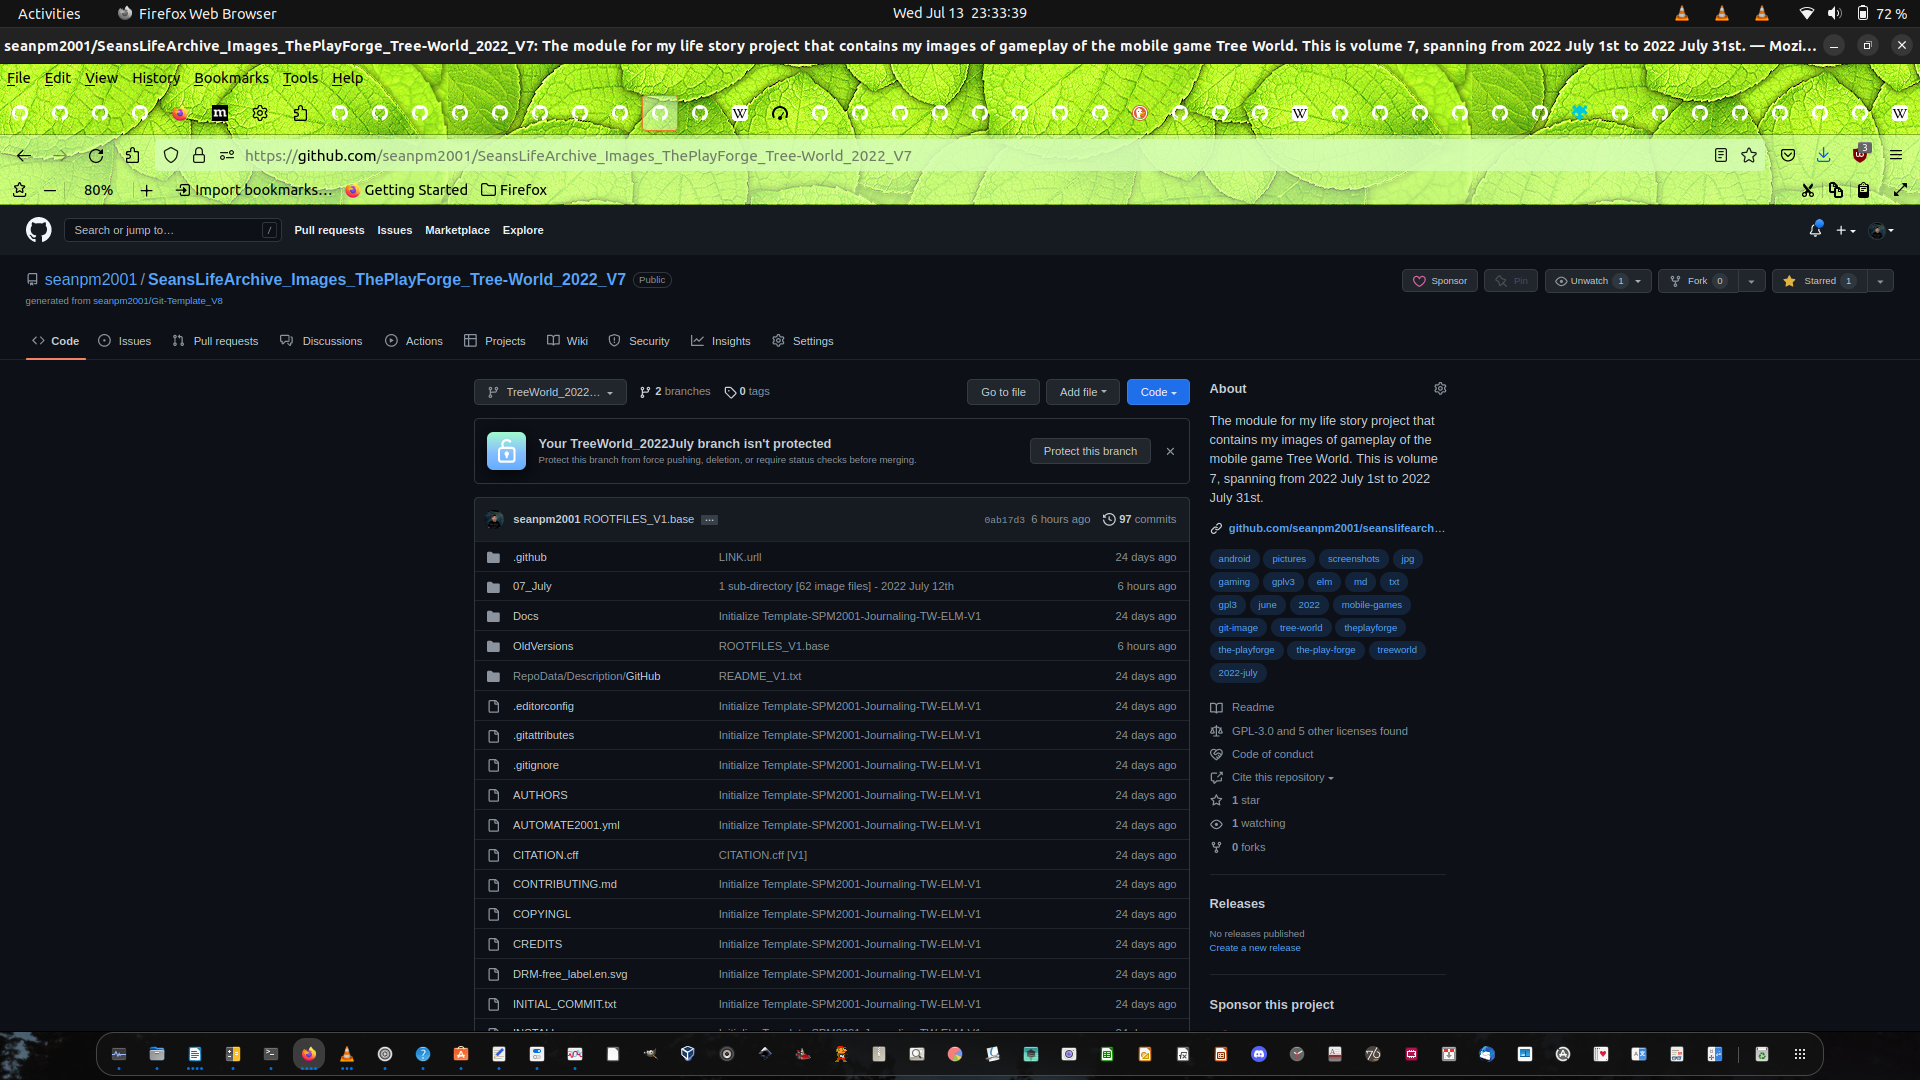 Activities
Firefox Web Browser
Wed Jul 13 23:33:39
72 %
seanpm2001/SeansLifeArchive_Images_ThePlayForge_Tree-World_2022_V7: The module for my life story project that contains my images of gameplay of the mobile game Tree World. This is volume 7, spanning from 2022 July 1st to 2022 July 31st. — Mozi…
File Edit View History Bookmarks Tools Help
https://github.com/seanpm2001/SeansLifeArchive_Images_ThePlayForge_Tree-World_2022_V7
3
80%
Import bookmarks…
Getting Started
Firefox
Search or jump to…
/
Pull requests Issues Marketplace Explore
seanpm2001 / SeansLifeArchive_Images_ThePlayForge_Tree-World_2022_V7
Public
Sponsor
Pin
Unwatch 1
Fork 0
Starred 1
generated from seanpm2001/Git-Template_V8
Code
Issues
Pull requests
Discussions
Actions
Projects
Wiki
Security
Insights
Settings
TreeWorld_2022…
2 branches
0 tags
Go to file
Add file
Code
Your TreeWorld_2022July branch isn't protected
Protect this branch from force pushing, deletion, or require status checks before merging.
Protect this branch
seanpm2001 ROOTFILES_V1.base
0ab17d3 6 hours ago
97 commits
.github LINK.urll 24 days ago
07_July 1 sub-directory [62 image files] - 2022 July 12th 6 hours ago
Docs Initialize Template-SPM2001-Journaling-TW-ELM-V1 24 days ago
OldVersions ROOTFILES_V1.base 6 hours ago
RepoData/Description/GitHub README_V1.txt 24 days ago
.editorconfig Initialize Template-SPM2001-Journaling-TW-ELM-V1 24 days ago
.gitattributes Initialize Template-SPM2001-Journaling-TW-ELM-V1 24 days ago
.gitignore Initialize Template-SPM2001-Journaling-TW-ELM-V1 24 days ago
AUTHORS Initialize Template-SPM2001-Journaling-TW-ELM-V1 24 days ago
AUTOMATE2001.yml Initialize Template-SPM2001-Journaling-TW-ELM-V1 24 days ago
CITATION.cff CITATION.cff [V1] 24 days ago
CONTRIBUTING.md Initialize Template-SPM2001-Journaling-TW-ELM-V1 24 days ago
COPYINGL Initialize Template-SPM2001-Journaling-TW-ELM-V1 24 days ago
CREDITS Initialize Template-SPM2001-Journaling-TW-ELM-V1 24 days ago
DRM-free_label.en.svg Initialize Template-SPM2001-Journaling-TW-ELM-V1 24 days ago
INITIAL_COMMIT.txt Initialize Template-SPM2001-Journaling-TW-ELM-V1 24 days ago
About
The module for my life story project that
contains my images of gameplay of the
mobile game Tree World. This is volume
7, spanning from 2022 July 1st to 2022
July 31st.
github.com/seanpm2001/seanslifearch…
android pictures screenshots jpg
gaming gplv3 elm md txt
gpl3 june 2022 mobile-games
git-image tree-world theplayforge
the-playforge the-play-forge treeworld
2022-july
Readme
GPL-3.0 and 5 other licenses found
Code of conduct
Cite this repository
1 star
1 watching
0 forks
Releases
No releases published
Create a new release
Sponsor this project